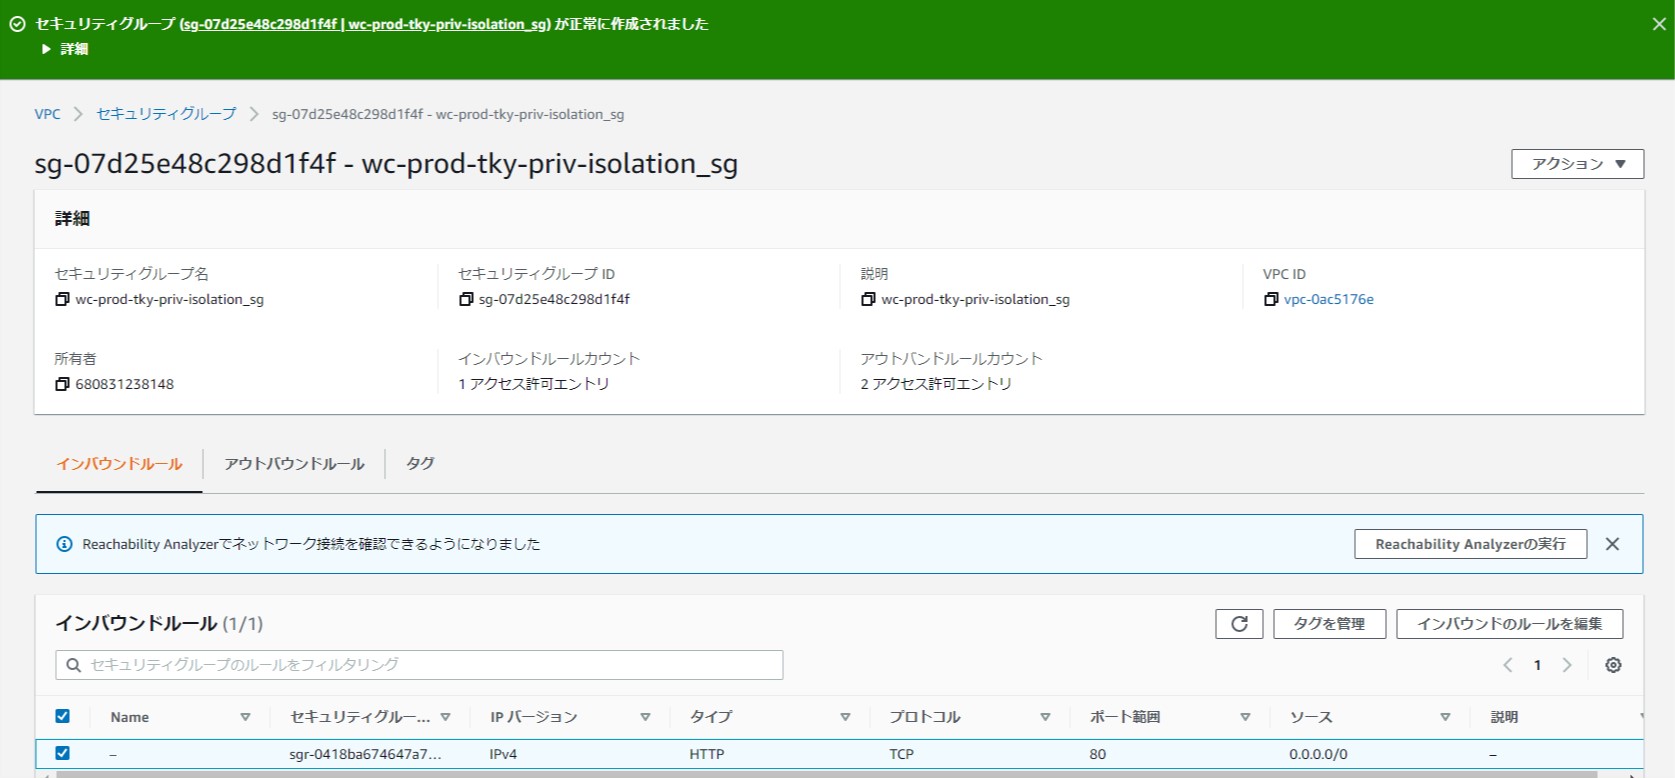 セキュリティグループ (sg-07d25e48c298d1f4f | wc-prod-tky-priv-isolation_sg) が正常に作成されました
詳細
VPC セキュリティグループ sg-07d25e48c298d1f4f - wc-prod-tky-priv-isolation_sg
sg-07d25e48c298d1f4f - wc-prod-tky-priv-isolation_sg アクション
詳細
セキュリティグループ名 セキュリティグループ ID 説明 VPC ID
wc-prod-tky-priv-isolation_sg sg-07d25e48c298d1f4f wc-prod-tky-priv-isolation_sg vpc-0ac5176e
所有者 インバウンドルールカウント アウトバンドルールカウント
680831238148 1 アクセス許可エントリ 2 アクセス許可エントリ
インバウンドルール アウトバウンドルール タグ
Reachability Analyzerでネットワーク接続を確認できるようになりました Reachability Analyzerの実行
インバウンドルール (1/1) タグを管理 インバウンドのルールを編集
セキュリティグループのルールをフィルタリング 1
Name セキュリティグルー... IP バージョン タイプ プロトコル ポート範囲 ソース 説明
– sgr-0418ba674647a7... IPv4 HTTP TCP 80 0.0.0.0/0 –